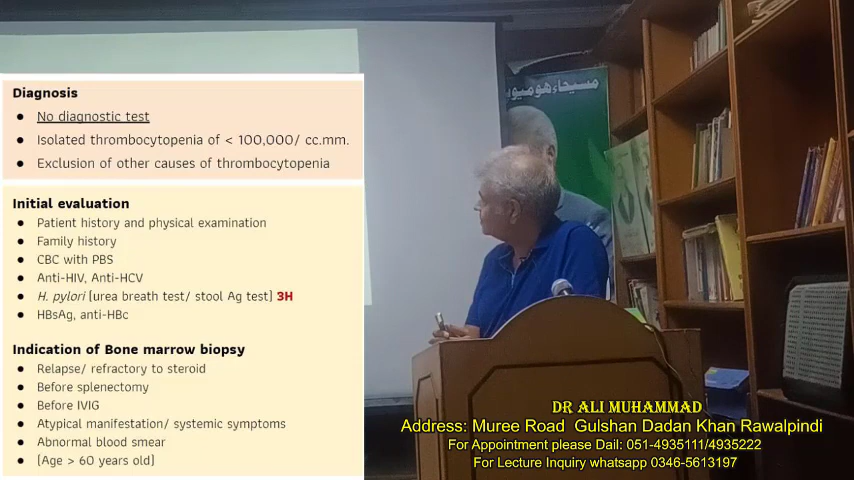 Diagnosis
● No diagnostic test
● Isolated thrombocytopenia of < 100,000/ cc.mm.
● Exclusion of other causes of thrombocytopenia
Initial evaluation
● Patient history and physical examination
● Family history
● CBC with PBS
● Anti-HIV, Anti-HCV
● H. pylori (urea breath test/ stool Ag test) 3H
● HBsAg, anti-HBc
Indication of Bone marrow biopsy
● Relapse/ refractory to steroid
● Before splenectomy
● Before IVIG
● Atypical manifestation/ systemic symptoms
● Abnormal blood smear
● (Age > 60 years old)
مسیحاءِ ہومیو
DR ALI MUHAMMAD
Address: Muree Road Gulshan Dadan Khan Rawalpindi
For Appointment please Dail: 051-4935111/4935222
For Lecture Inquiry whatsapp 0346-5613197